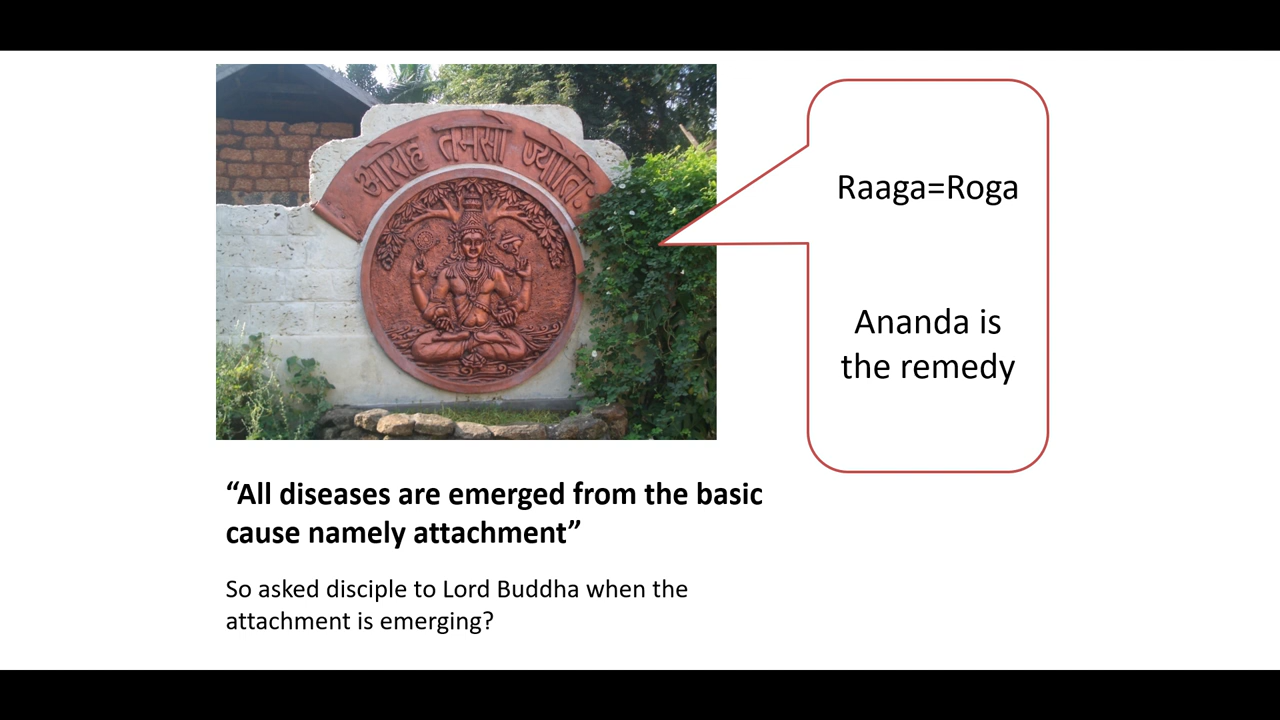 आरोह तमसो ज्योतिः
Raaga=Roga
Ananda is
the remedy
“All diseases are emerged from the basic
cause namely attachment”
So asked disciple to Lord Buddha when the
attachment is emerging?